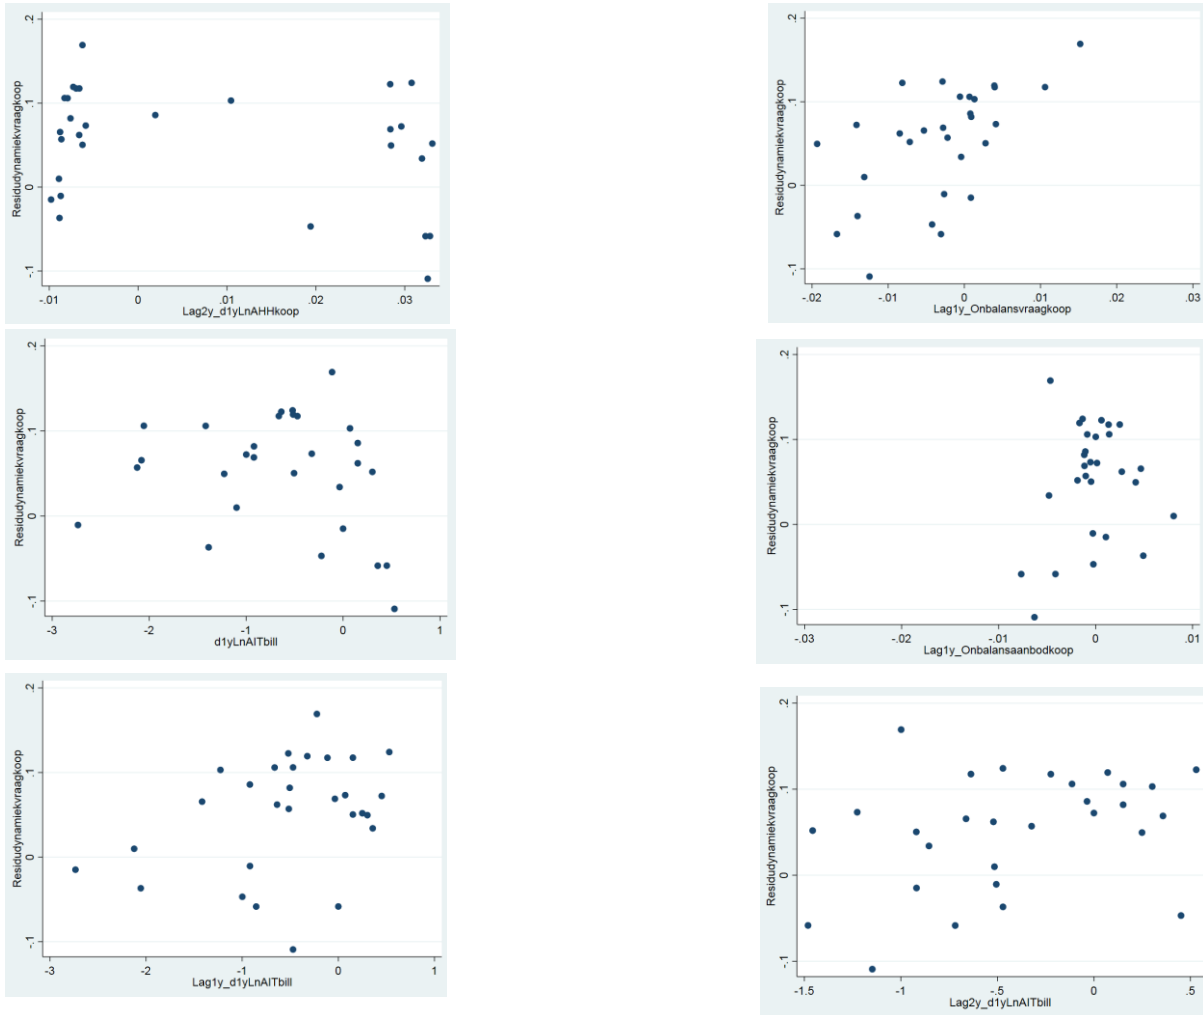 .2
.1
0
-.1
Residudynamiekvraagkoop
-.01 0 .01 .02 .03
Lag2y_d1yLnAHHkoop
.2
.1
0
-.1
Residudynamiekvraagkoop
-.02 -.01 0 .01 .02 .03
Lag1y_Onbalansvraagkoop
.2
.1
0
-.1
Residudynamiekvraagkoop
-3 -2 -1 0 1
d1yLnAITbill
.2
.1
0
-.1
Residudynamiekvraagkoop
-.03 -.02 -.01 0 .01
Lag1y_Onbalansaanbodkoop
.2
.1
0
-.1
Residudynamiekvraagkoop
-3 -2 -1 0 1
Lag1y_d1yLnAITbill
.2
.1
0
-.1
Residudynamiekvraagkoop
-1.5 -1 -.5 0 .5
Lag2y_d1yLnAITbill